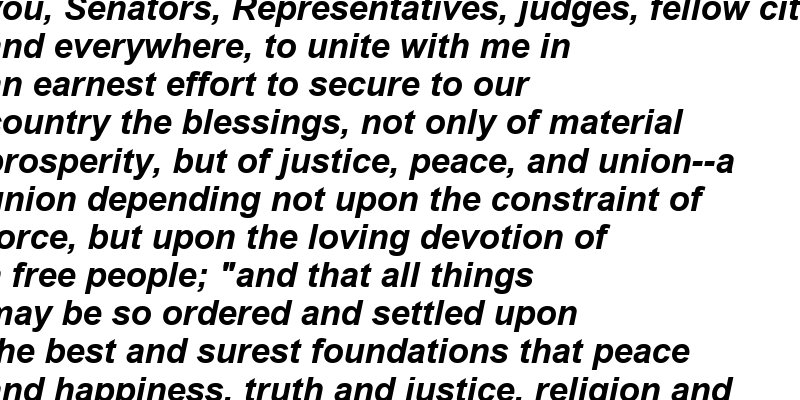 you, Senators, Representatives, judges, fellow cit
and everywhere, to unite with me in
an earnest effort to secure to our
country the blessings, not only of material
prosperity, but of justice, peace, and union--a
union depending not upon the constraint of
force, but upon the loving devotion of
free people; "and that all things
may be so ordered and settled upon
the best and surest foundations that peace
and happiness, truth and justice, religion and